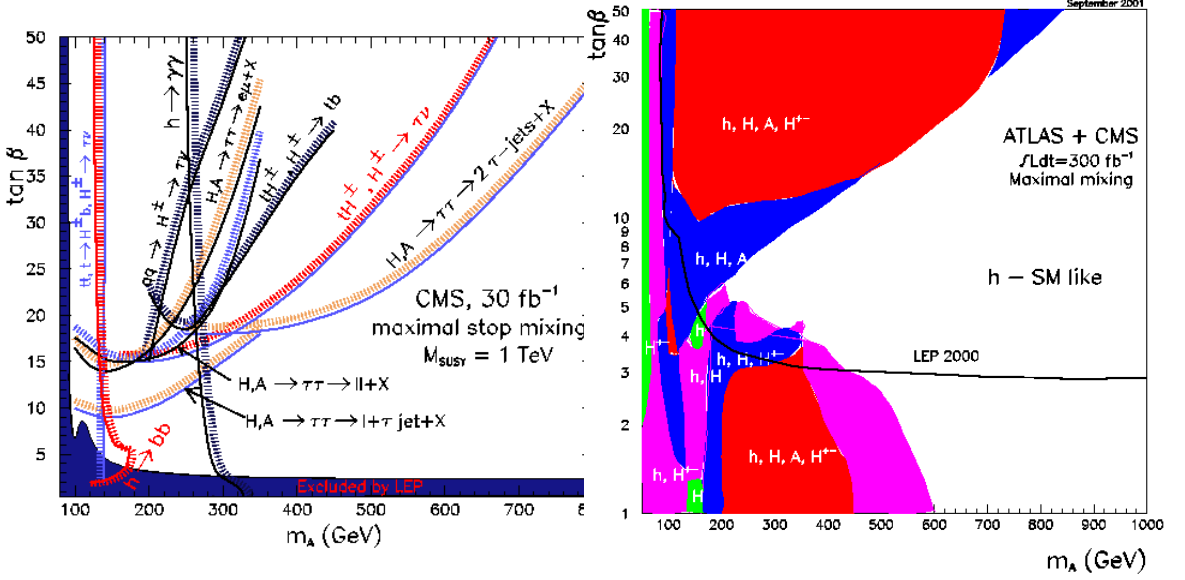 50
45
40
35
30
25
20
15
10
5
tan β
tt, t → H± b, H± → τν
qq → H± → τν
h → γγ
H,A → ττ → eμ+X
tH±, H± → tb
tH±, H± → τν
H,A → ττ → 2 τ−jets+X
CMS, 30 fb⁻¹
maximal stop mixing
M_SUSY = 1 TeV
H,A → ττ → ll+X
H,A → ττ → l+τ jet+X
h → bb
Excluded by LEP
100 200 300 400 500 600 700 800
m_A (GeV)
September 2001
tanβ
50
40
30
20
10
9
8
7
6
5
4
3
2
1
h, H, A, H⁺⁻
ATLAS + CMS
∫Ldt=300 fb⁻¹
Maximal mixing
h, H, A
h − SM like
h
H⁺⁻
LEP 2000
h, H, H⁺⁻
h, H
h, H, A, H⁺⁻
h, H⁺⁻
H
100 200 300 400 500 600 700 800 900 1000
m_A (GeV)